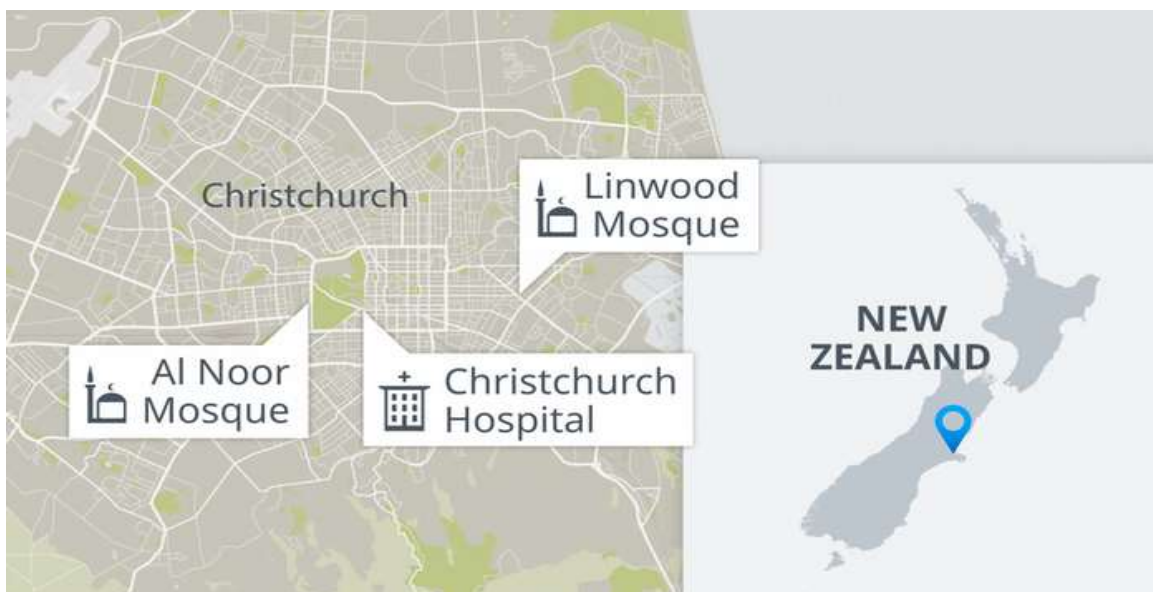 Christchurch
Linwood
Mosque
Al Noor
Mosque
Christchurch
Hospital
NEW
ZEALAND